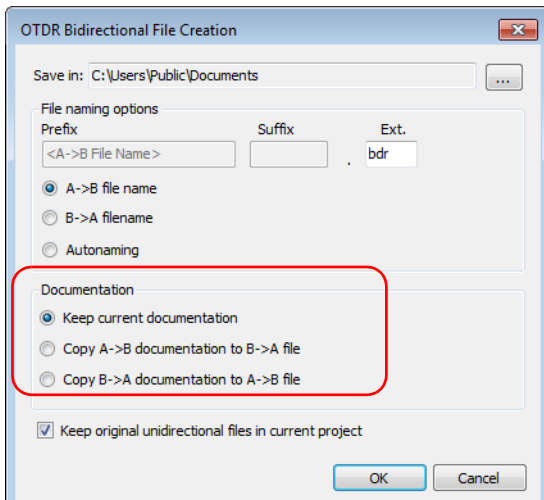 OTDR Bidirectional File Creation
Save in: C:\Users\Public\Documents ...
File naming options
Prefix Suffix Ext.
<A->B File Name> . bdr
A->B file name
B->A filename
Autonaming
Documentation
Keep current documentation
Copy A->B documentation to B->A file
Copy B->A documentation to A->B file
Keep original unidirectional files in current project
OK Cancel